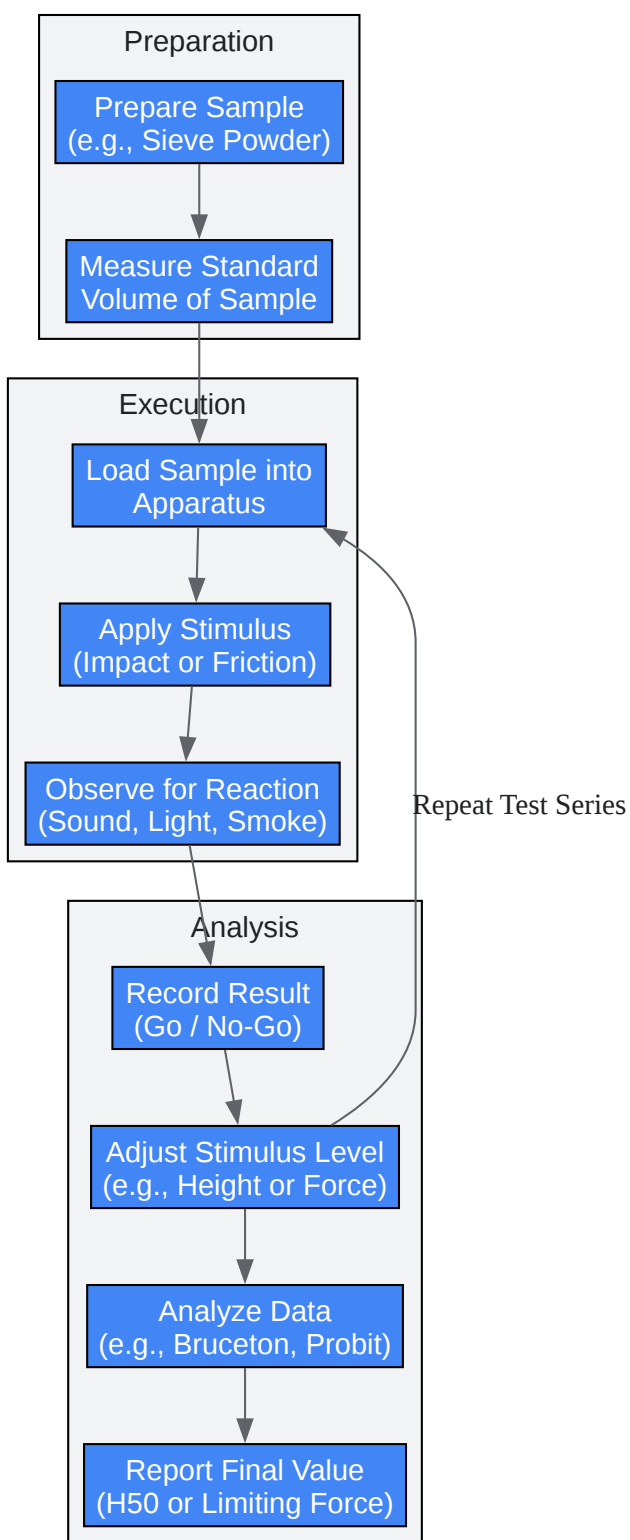 Preparation
Prepare Sample
(e.g., Sieve Powder)
Measure Standard
Volume of Sample
Execution
Load Sample into
Apparatus
Apply Stimulus
(Impact or Friction)
Observe for Reaction
(Sound, Light, Smoke)
Repeat Test Series
Analysis
Record Result
(Go / No-Go)
Adjust Stimulus Level
(e.g., Height or Force)
Analyze Data
(e.g., Bruceton, Probit)
Report Final Value
(H50 or Limiting Force)